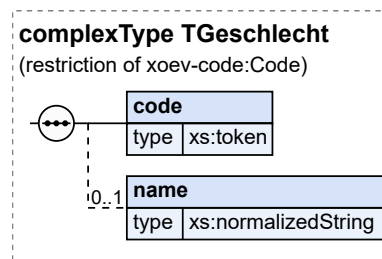 complexType TGeschlecht
(restriction of xoev-code:Code)
code
type xs:token
0..1
name
type xs:normalizedString